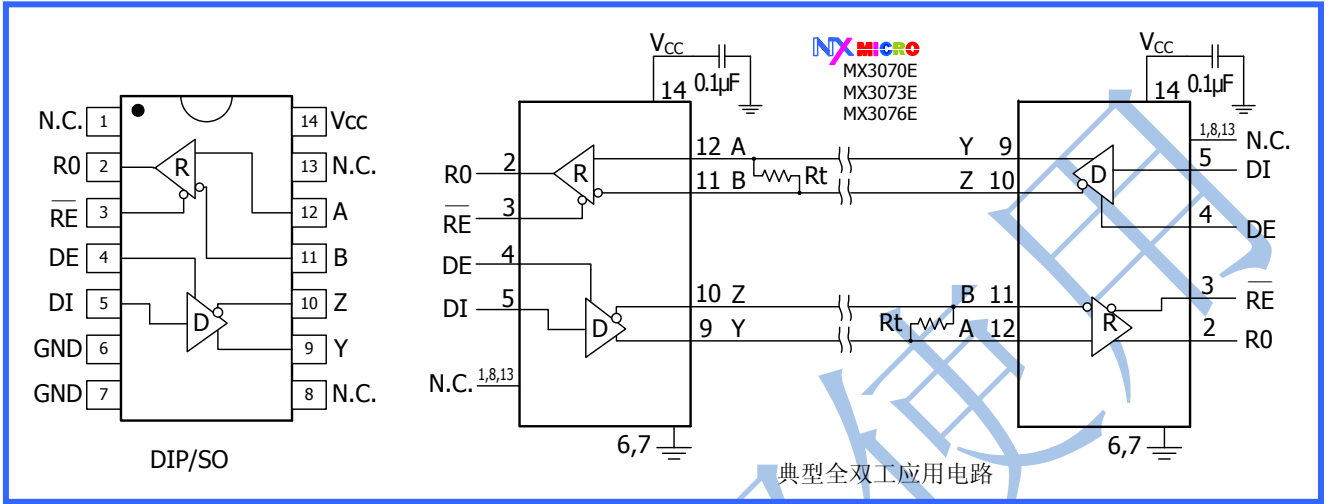 N.C. 1
R0 2
RE 3
DE 4
DI 5
GND 6
GND 7
14 Vcc
13 N.C.
12 A
11 B
10 Z
9 Y
8 N.C.
R
D
DIP/SO
VCC
0.1μF
14
R0 2
RE 3
DE 4
DI 5
N.C. 1,8,13
R
D
12 A
11 B
Rt
10 Z
9 Y
6,7
NX MICRO
MX3070E
MX3073E
MX3076E
VCC
0.1μF
14
Y 9
Z 10
Rt
B 11
A 12
D
R
1,8,13 N.C.
5 DI
4 DE
3 RE
2 R0
6,7
典型全双工应用电路
使用